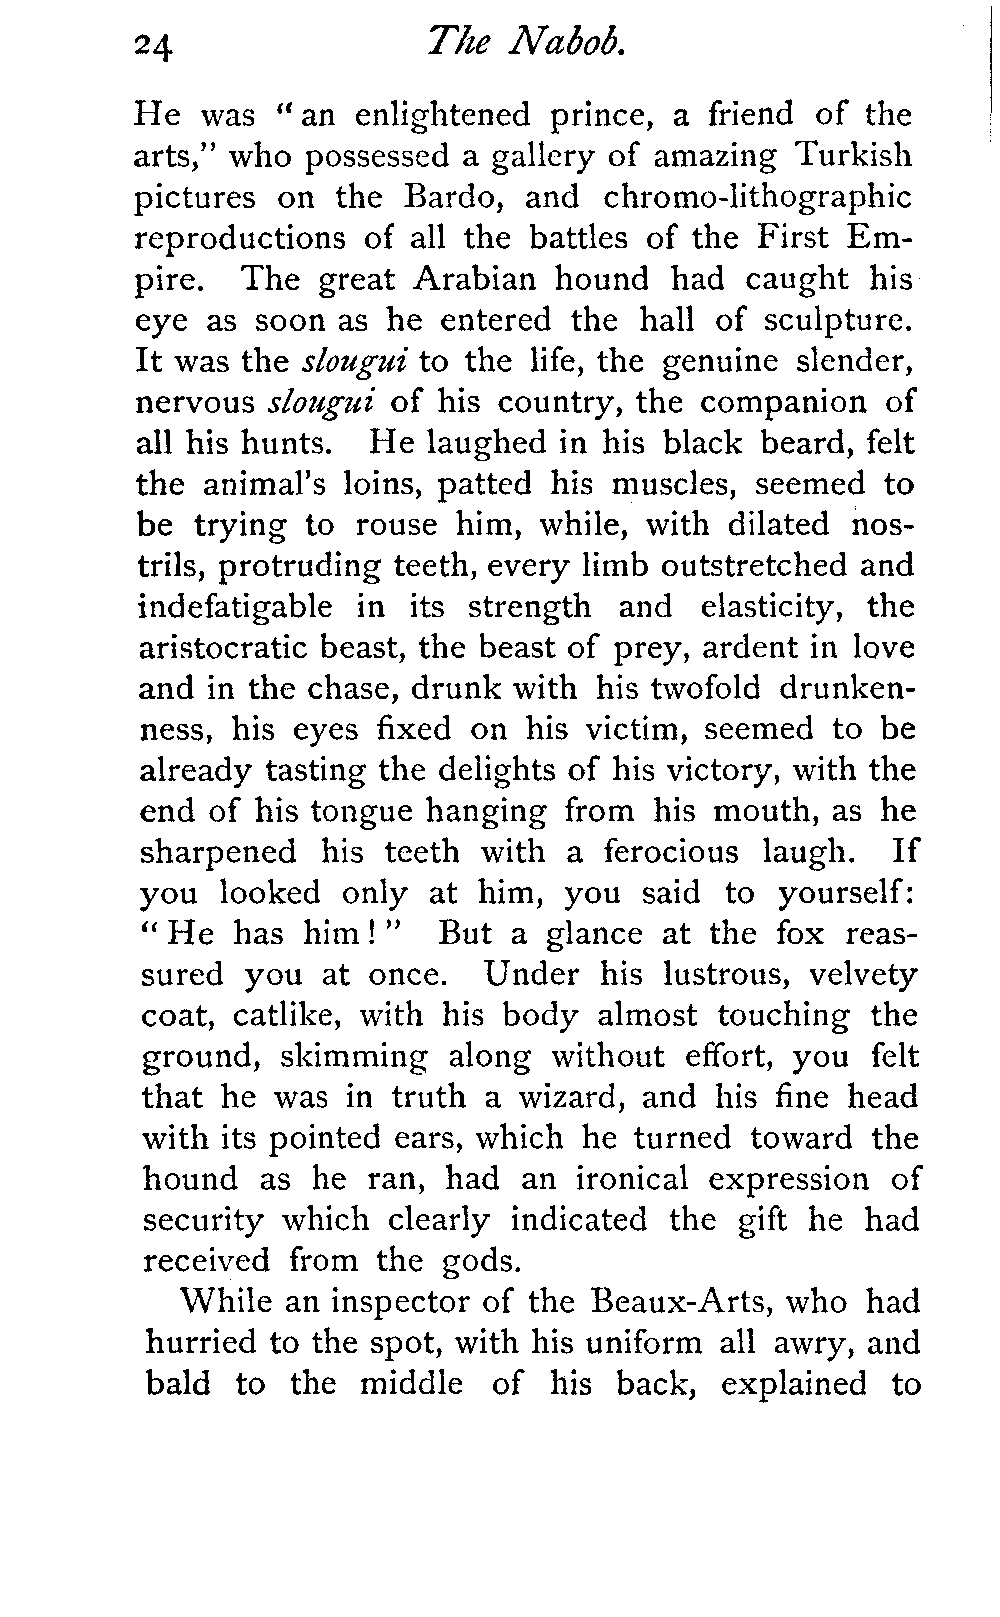 24 The Nabob.
He was "an enlightened prince, a friend of the
arts," who possessed a gallery of amazing Turkish
pictures on the Bardo, and chromo-lithographic
reproductions of all the battles of the First Em-
pire. The great Arabian hound had caught his
eye as soon as he entered the hall of sculpture.
It was the slougui to the life, the genuine slender,
nervous slougui of his country, the companion of
all his hunts. He laughed in his black beard, felt
the animal's loins, patted his muscles, seemed to
be trying to rouse him, while, with dilated nos-
trils, protruding teeth, every limb outstretched and
indefatigable in its strength and elasticity, the
aristocratic beast, the beast of prey, ardent in love
and in the chase, drunk with his twofold drunken-
ness, his eyes fixed on his victim, seemed to be
already tasting the delights of his victory, with the
end of his tongue hanging from his mouth, as he
sharpened his teeth with a ferocious laugh. If
you looked only at him, you said to yourself:
"He has him!" But a glance at the fox reas-
sured you at once. Under his lustrous, velvety
coat, catlike, with his body almost touching the
ground, skimming along without effort, you felt
that he was in truth a wizard, and his fine head
with its pointed ears, which he turned toward the
hound as he ran, had an ironical expression of
security which clearly indicated the gift he had
received from the gods.
While an inspector of the Beaux-Arts, who had
hurried to the spot, with his uniform all awry, and
bald to the middle of his back, explained to